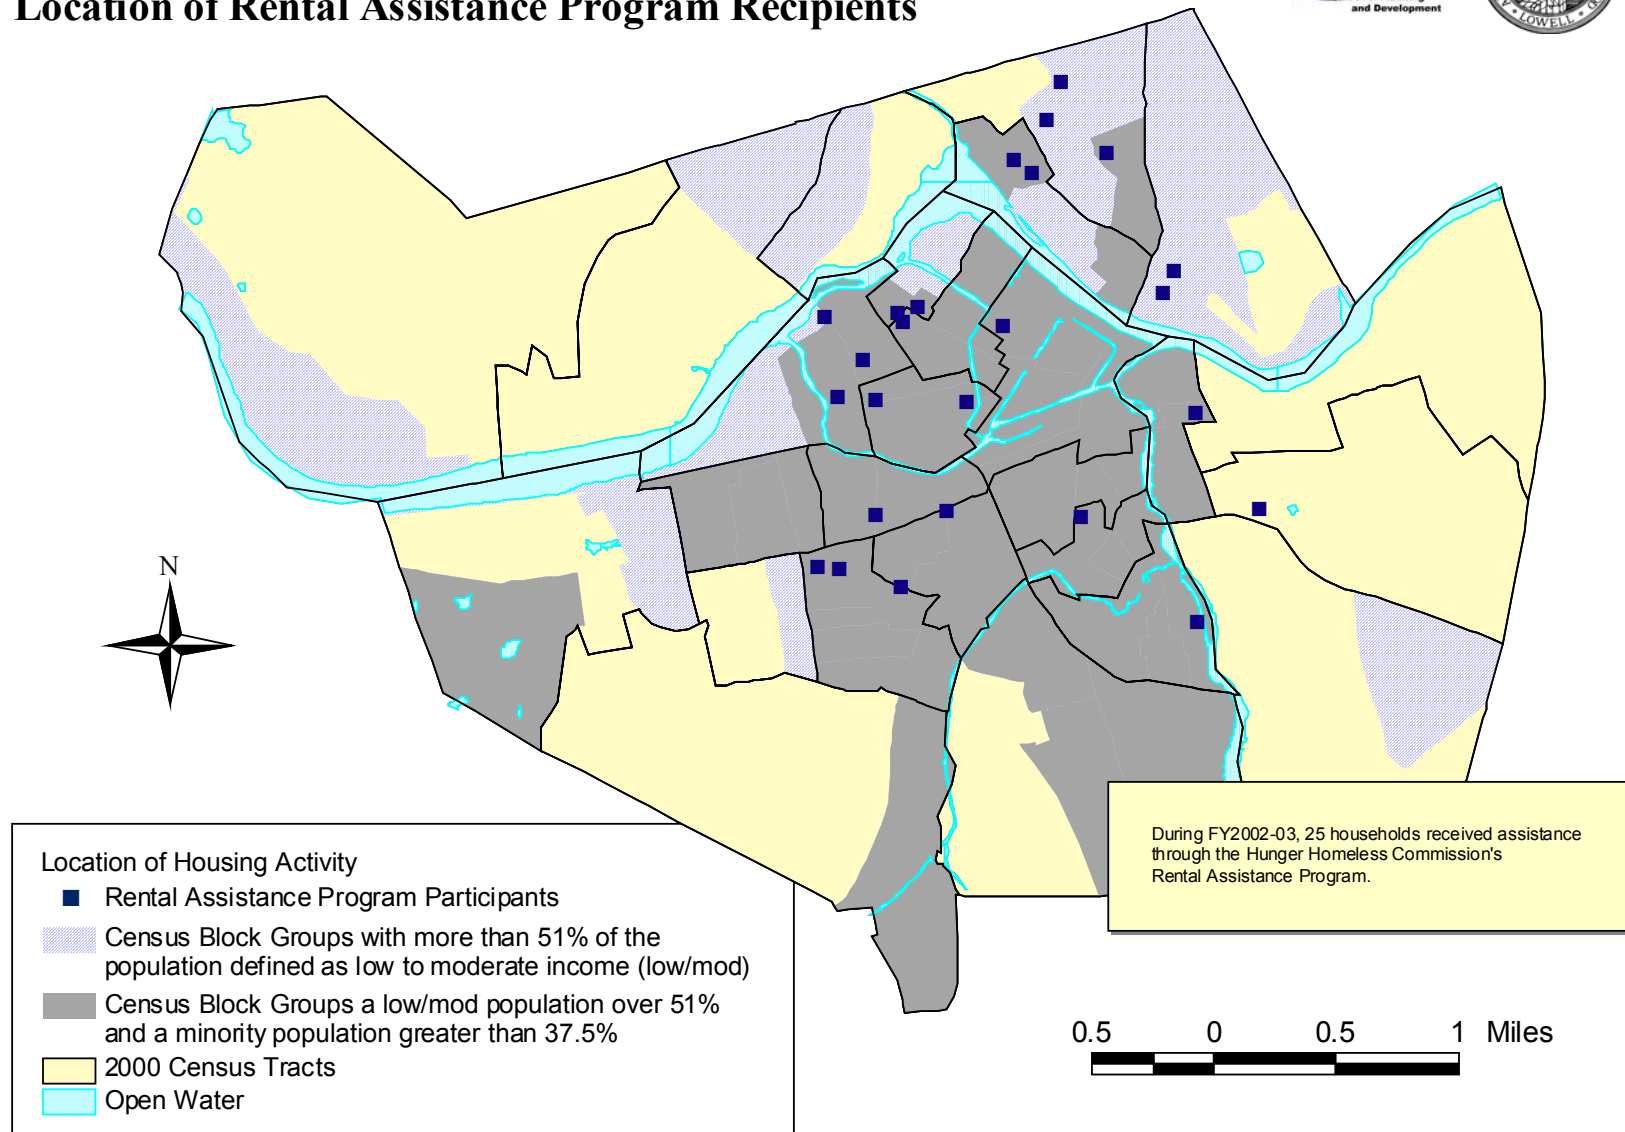 Location of Rental Assistance Program Recipients
and Development
LOWELL
N
During FY2002-03, 25 households received assistance
through the Hunger Homeless Commission's
Rental Assistance Program.
Location of Housing Activity
Rental Assistance Program Participants
Census Block Groups with more than 51% of the
population defined as low to moderate income (low/mod)
Census Block Groups a low/mod population over 51%
and a minority population greater than 37.5%
2000 Census Tracts
Open Water
0.5 0 0.5 1 Miles